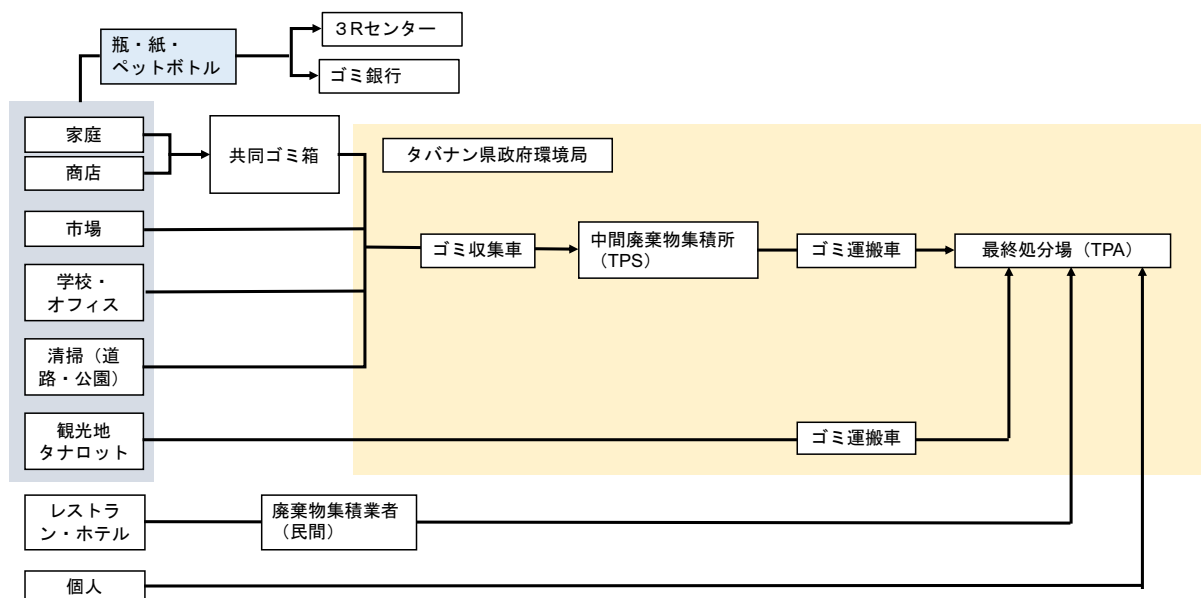 瓶・紙・
ペットボトル
３Rセンター
ゴミ銀行
家庭
商店
共同ゴミ箱
タバナン県政府環境局
市場
ゴミ収集車
中間廃棄物集積所
（TPS）
ゴミ運搬車
最終処分場（TPA）
学校・
オフィス
清掃（道
路・公園）
観光地
タナロット
ゴミ運搬車
レストラ
ン・ホテル
廃棄物集積業者
（民間）
個人